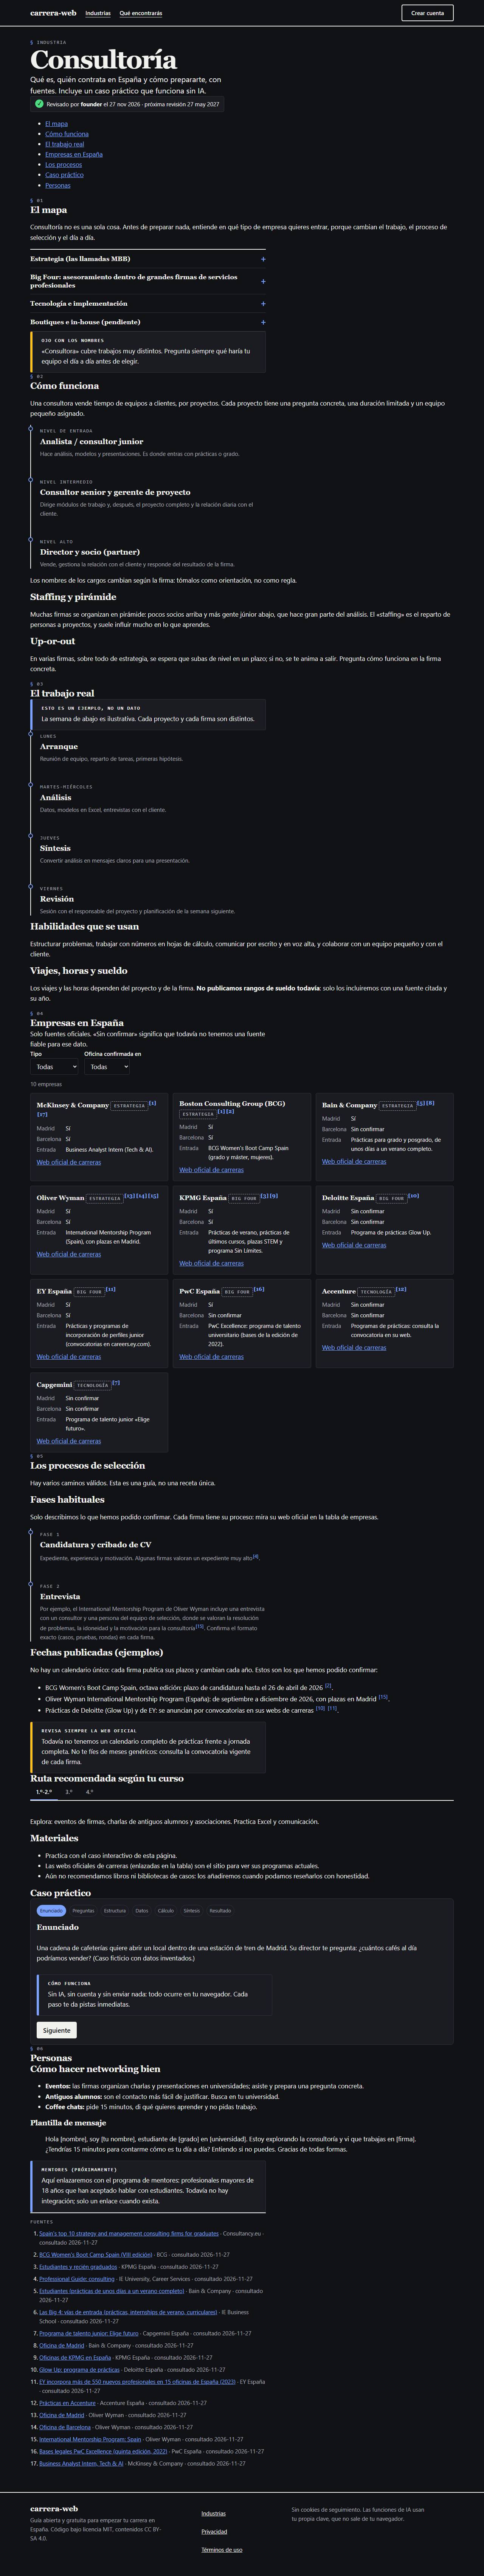 carrera-web Industrias Qué encontrarás Crear cuenta
§ INDUSTRIA
Consultoría
Qué es, quién contrata en España y cómo prepararte, con
fuentes. Incluye un caso práctico que funciona sin IA.
Revisado por founder el 27 nov 2026 · próxima revisión 27 may 2027
El mapa
Cómo funciona
El trabajo real
Empresas en España
Los procesos
Caso práctico
Personas
§ 01
El mapa
Consultoría no es una sola cosa. Antes de preparar nada, entiende en qué tipo de empresa quieres entrar, porque cambian el trabajo, el proceso de
selección y el día a día.
Estrategia (las llamadas MBB) +
Big Four: asesoramiento dentro de grandes firmas de servicios
profesionales +
Tecnología e implementación +
Boutiques e in-house (pendiente) +
OJO CON LOS NOMBRES
«Consultora» cubre trabajos muy distintos. Pregunta siempre qué haría tu
equipo el día a día antes de elegir.
§ 02
Cómo funciona
Una consultora vende tiempo de equipos a clientes, por proyectos. Cada proyecto tiene una pregunta concreta, una duración limitada y un equipo
pequeño asignado.
NIVEL DE ENTRADA
Analista / consultor junior
Hace análisis, modelos y presentaciones. Es donde entras con prácticas o grado.
NIVEL INTERMEDIO
Consultor senior y gerente de proyecto
Dirige módulos de trabajo y, después, el proyecto completo y la relación diaria con el
cliente.
NIVEL ALTO
Director y socio (partner)
Vende, gestiona la relación con el cliente y responde del resultado de la firma.
Los nombres de los cargos cambian según la firma: tómalos como orientación, no como regla.
Staffing y pirámide
Muchas firmas se organizan en pirámide: pocos socios arriba y más gente júnior abajo, que hace gran parte del análisis. El «staffing» es el reparto de
personas a proyectos, y suele influir mucho en lo que aprendes.
Up-or-out
En varias firmas, sobre todo de estrategia, se espera que subas de nivel en un plazo; si no, se te anima a salir. Pregunta cómo funciona en la firma
concreta.
§ 03
El trabajo real
ESTO ES UN EJEMPLO, NO UN DATO
La semana de abajo es ilustrativa. Cada proyecto y cada firma son distintos.
LUNES
Arranque
Reunión de equipo, reparto de tareas, primeras hipótesis.
MARTES-MIÉRCOLES
Análisis
Datos, modelos en Excel, entrevistas con el cliente.
JUEVES
Síntesis
Convertir análisis en mensajes claros para una presentación.
VIERNES
Revisión
Sesión con el responsable del proyecto y planificación de la semana siguiente.
Habilidades que se usan
Estructurar problemas, trabajar con números en hojas de cálculo, comunicar por escrito y en voz alta, y colaborar con un equipo pequeño y con el
cliente.
Viajes, horas y sueldo
Los viajes y las horas dependen del proyecto y de la firma. No publicamos rangos de sueldo todavía: solo los incluiremos con una fuente citada y
su año.
§ 04
Empresas en España
Solo fuentes oficiales. «Sin confirmar» significa que todavía no tenemos una fuente
fiable para ese dato.
Tipo Oficina confirmada en
Todas Todas
10 empresas
McKinsey & Company ESTRATEGIA [1]
[17]
Madrid Sí
Barcelona Sí
Entrada Business Analyst Intern (Tech & AI).
Web oficial de carreras
Boston Consulting Group (BCG)
ESTRATEGIA [1] [2]
Madrid Sí
Barcelona Sí
Entrada BCG Women's Boot Camp Spain
(grado y máster, mujeres).
Web oficial de carreras
Bain & Company ESTRATEGIA [5] [8]
Madrid Sí
Barcelona Sin confirmar
Entrada Prácticas para grado y posgrado, de
unos días a un verano completo.
Web oficial de carreras
Oliver Wyman ESTRATEGIA [13] [14] [15]
Madrid Sí
Barcelona Sí
Entrada International Mentorship Program
(Spain), con plazas en Madrid.
Web oficial de carreras
KPMG España BIG FOUR [3] [9]
Madrid Sí
Barcelona Sí
Entrada Prácticas de verano, prácticas de
últimos cursos, plazas STEM y
programa Sin Límites.
Web oficial de carreras
Deloitte España BIG FOUR [10]
Madrid Sin confirmar
Barcelona Sin confirmar
Entrada Programa de prácticas Glow Up.
Web oficial de carreras
EY España BIG FOUR [11]
Madrid Sí
Barcelona Sí
Entrada Prácticas y programas de
incorporación de perfiles júnior
(convocatorias en careers.ey.com).
Web oficial de carreras
PwC España BIG FOUR [16]
Madrid Sí
Barcelona Sin confirmar
Entrada PwC Excellence: programa de talento
universitario (bases de la edición de
2022).
Web oficial de carreras
Accenture TECNOLOGÍA [12]
Madrid Sin confirmar
Barcelona Sin confirmar
Entrada Programas de prácticas: consulta la
convocatoria en su web.
Web oficial de carreras
Capgemini TECNOLOGÍA [7]
Madrid Sin confirmar
Barcelona Sin confirmar
Entrada Programa de talento junior «Elige
futuro».
Web oficial de carreras
§ 05
Los procesos de selección
Hay varios caminos válidos. Esta es una guía, no una receta única.
Fases habituales
Solo describimos lo que hemos podido confirmar. Cada firma tiene su proceso: mira su web oficial en la tabla de empresas.
FASE 1
Candidatura y cribado de CV
Expediente, experiencia y motivación. Algunas firmas valoran un expediente muy alto[4].
FASE 2
Entrevista
Por ejemplo, el International Mentorship Program de Oliver Wyman incluye una entrevista
con un consultor y una persona del equipo de selección, donde se valoran la resolución
de problemas, la idoneidad y la motivación para la consultoría[15]. Confirma el formato
exacto (casos, pruebas, rondas) en cada firma.
Fechas publicadas (ejemplos)
No hay un calendario único: cada firma publica sus plazos y cambian cada año. Estos son los que hemos podido confirmar:
BCG Women's Boot Camp Spain, octava edición: plazo de candidatura hasta el 26 de abril de 2026 [2].
Oliver Wyman International Mentorship Program (España): de septiembre a diciembre de 2026, con plazas en Madrid [15].
Prácticas de Deloitte (Glow Up) y de EY: se anuncian por convocatorias en sus webs de carreras [10] [11].
REVISA SIEMPRE LA WEB OFICIAL
Todavía no tenemos un calendario completo de prácticas frente a jornada
completa. No te fíes de meses genéricos: consulta la convocatoria vigente
de cada firma.
Ruta recomendada según tu curso
1.º-2.º 3.º 4.º
Explora: eventos de firmas, charlas de antiguos alumnos y asociaciones. Practica Excel y comunicación.
Materiales
Practica con el caso interactivo de esta página.
Las webs oficiales de carreras (enlazadas en la tabla) son el sitio para ver sus programas actuales.
Aún no recomendamos libros ni bibliotecas de casos: los añadiremos cuando podamos reseñarlos con honestidad.
Caso práctico
Enunciado Preguntas Estructura Datos Cálculo Síntesis Resultado
Enunciado
Una cadena de cafeterías quiere abrir un local dentro de una estación de tren de Madrid. Su director te pregunta: ¿cuántos cafés al día
podríamos vender? (Caso ficticio con datos inventados.)
CÓMO FUNCIONA
Sin IA, sin cuenta y sin enviar nada: todo ocurre en tu navegador. Cada
paso te da pistas inmediatas.
Siguiente
§ 06
Personas
Cómo hacer networking bien
Eventos: las firmas organizan charlas y presentaciones en universidades; asiste y prepara una pregunta concreta.
Antiguos alumnos: son el contacto más fácil de justificar. Busca en tu universidad.
Coffee chats: pide 15 minutos, di qué quieres aprender y no pidas trabajo.
Plantilla de mensaje
Hola [nombre], soy [tu nombre], estudiante de [grado] en [universidad]. Estoy explorando la consultoría y vi que trabajas en [firma].
¿Tendrías 15 minutos para contarme cómo es tu día a día? Entiendo si no puedes. Gracias de todas formas.
MENTORES (PRÓXIMAMENTE)
Aquí enlazaremos con el programa de mentores: profesionales mayores de
18 años que han aceptado hablar con estudiantes. Todavía no hay
integración; solo un enlace cuando exista.
FUENTES
1. Spain's top 10 strategy and management consulting firms for graduates · Consultancy.eu ·
consultado 2026-11-27
2. BCG Women's Boot Camp Spain (VIII edición) · BCG · consultado 2026-11-27
3. Estudiantes y recién graduados · KPMG España · consultado 2026-11-27
4. Professional Guide: consulting · IE University, Career Services · consultado 2026-11-27
5. Estudiantes (prácticas de unos días a un verano completo) · Bain & Company · consultado
2026-11-27
6. Las Big 4: vías de entrada (prácticas, internships de verano, curriculares) · IE Business
School · consultado 2026-11-27
7. Programa de talento junior: Elige futuro · Capgemini España · consultado 2026-11-27
8. Oficina de Madrid · Bain & Company · consultado 2026-11-27
9. Oficinas de KPMG en España · KPMG España · consultado 2026-11-27
10. Glow Up: programa de prácticas · Deloitte España · consultado 2026-11-27
11. EY incorpora más de 550 nuevos profesionales en 15 oficinas de España (2023) · EY España
· consultado 2026-11-27
12. Prácticas en Accenture · Accenture España · consultado 2026-11-27
13. Oficina de Madrid · Oliver Wyman · consultado 2026-11-27
14. Oficina de Barcelona · Oliver Wyman · consultado 2026-11-27
15. International Mentorship Program: Spain · Oliver Wyman · consultado 2026-11-27
16. Bases legales PwC Excellence (quinta edición, 2022) · PwC España · consultado 2026-11-27
17. Business Analyst Intern, Tech & AI · McKinsey & Company · consultado 2026-11-27
carrera-web
Guía abierta y gratuita para empezar tu carrera en
España. Código bajo licencia MIT, contenidos CC BY-
SA 4.0.
Industrias
Privacidad
Términos de uso
Sin cookies de seguimiento. Las funciones de IA usan
tu propia clave, que no sale de tu navegador.